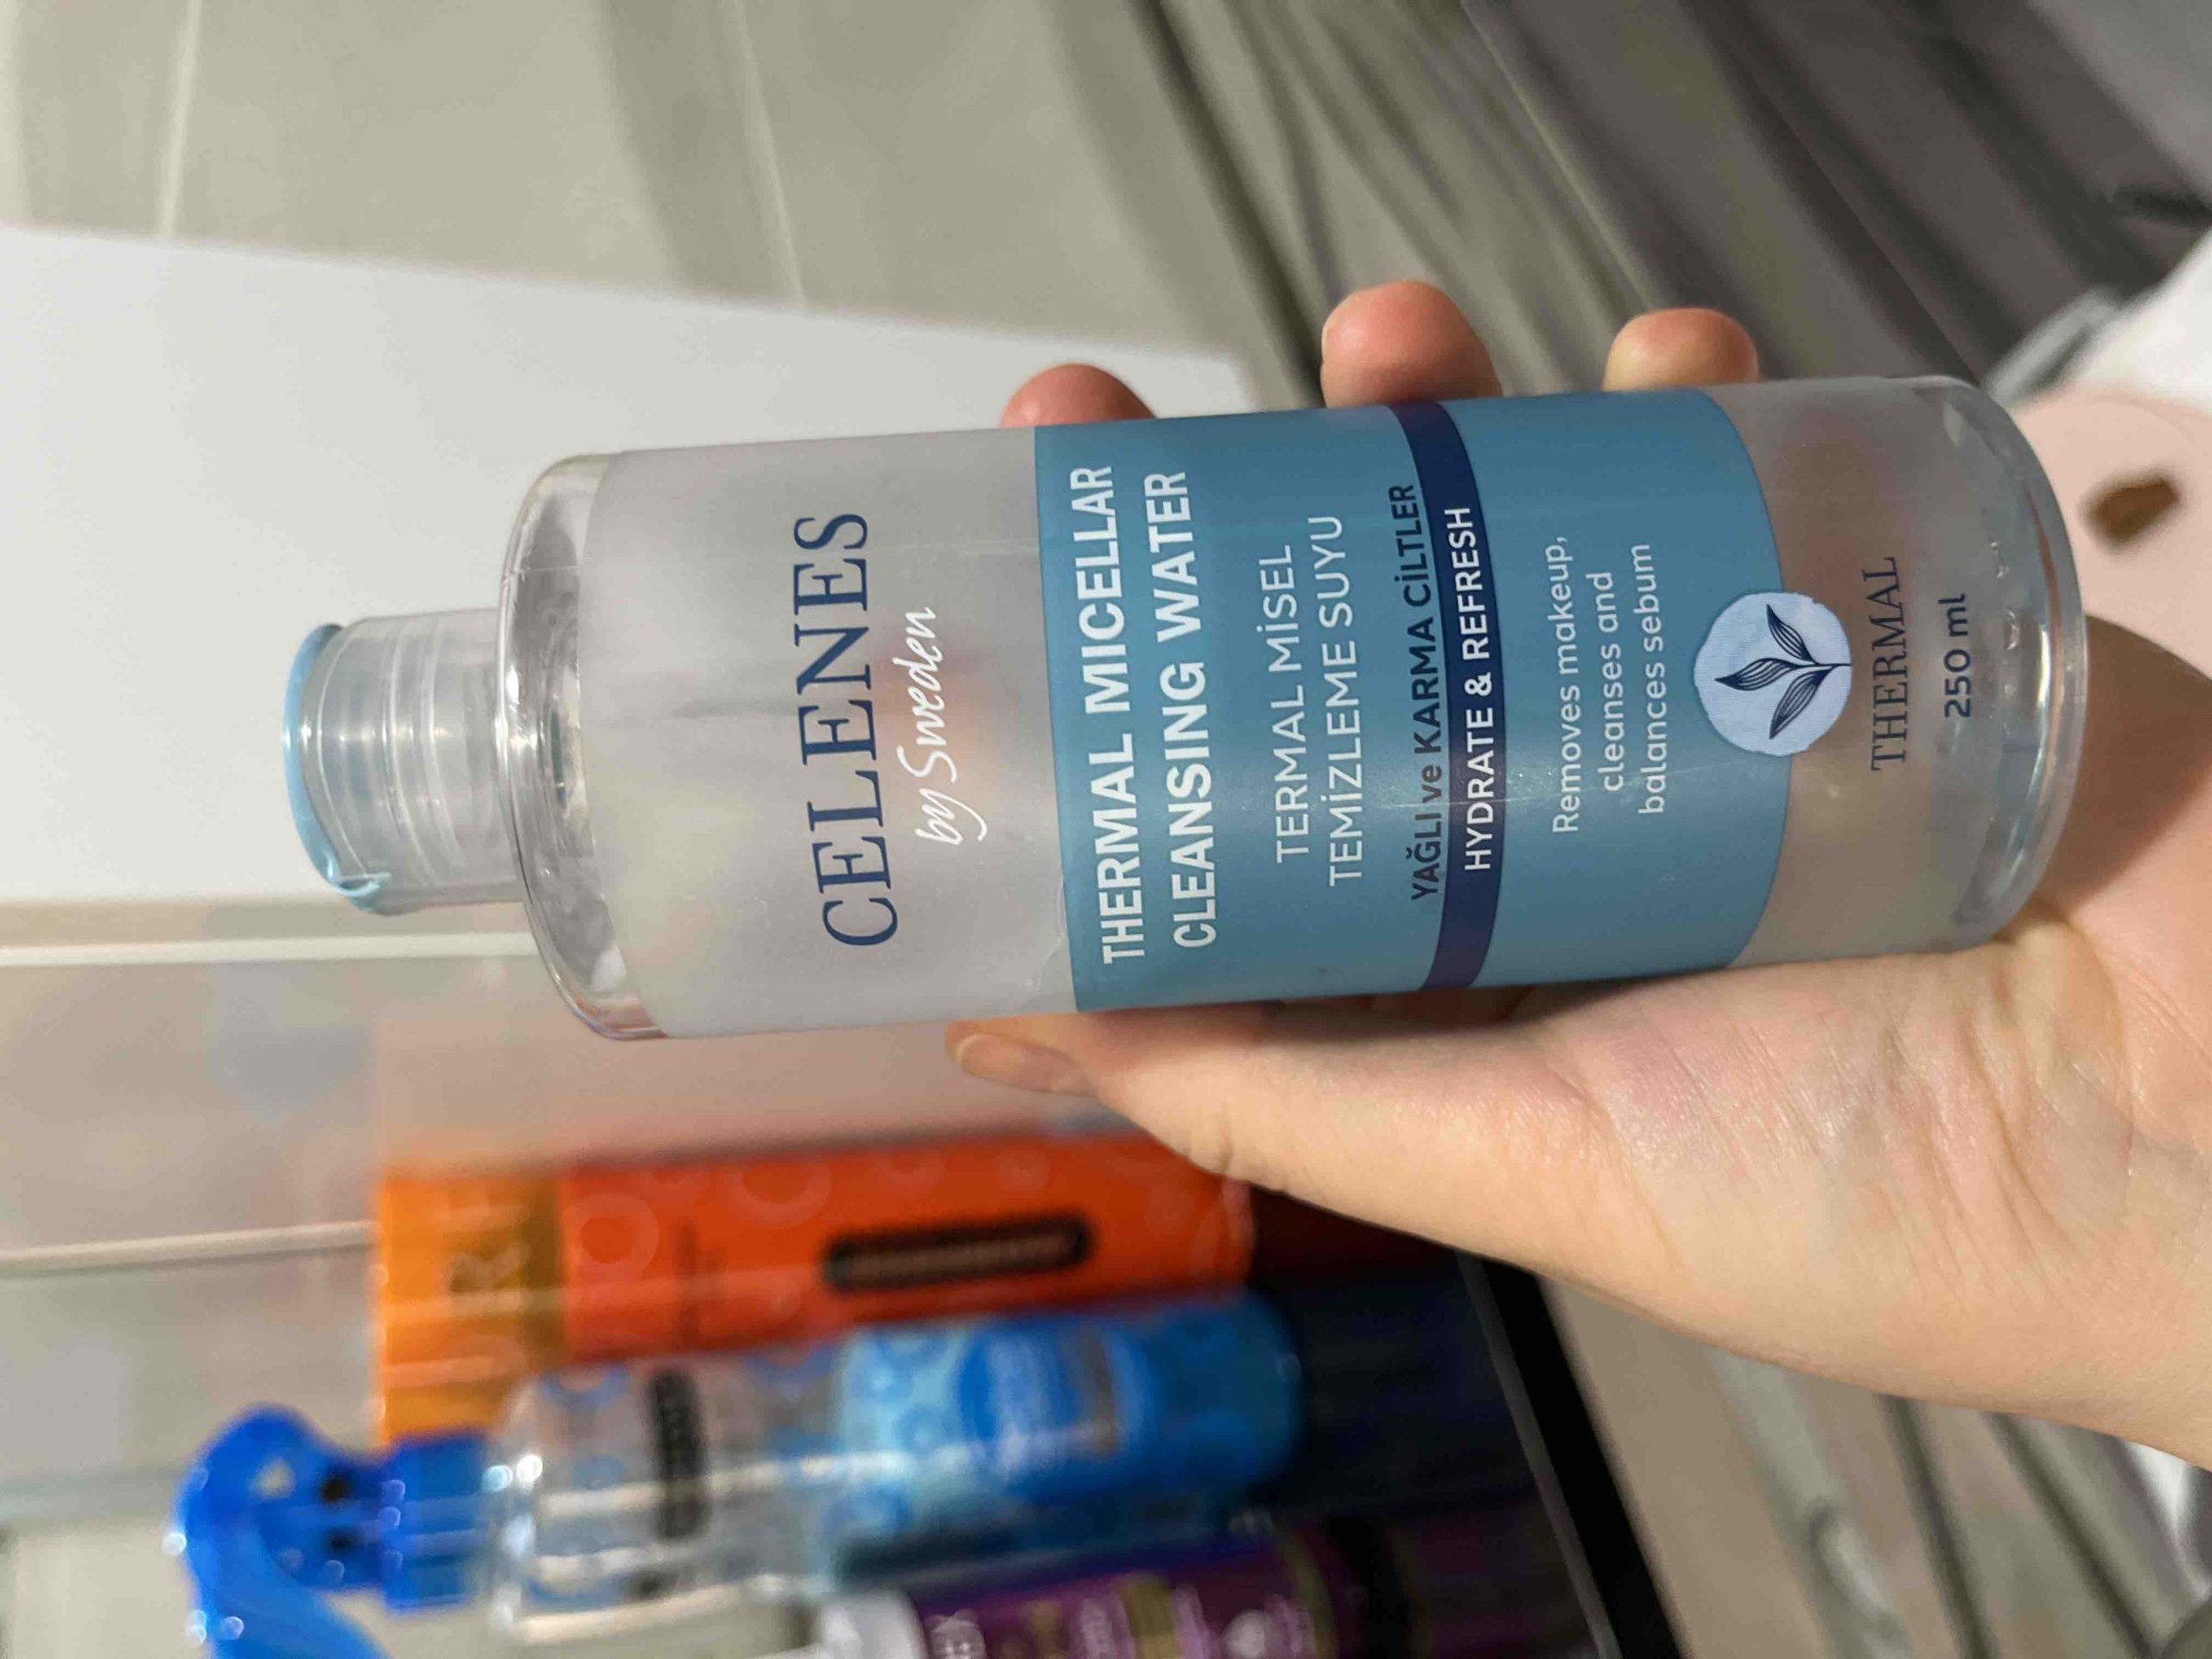 CELENES
by Sweden
THERMAL MICELLAR
CLEANSING WATER
TERMAL MİSEL
TEMİZLEME SUYU
YAĞLI ve KARMA CİLTLER
HYDRATE & REFRESH
Removes makeup,
cleanses and
balances sebum
THERMAL
250 ml